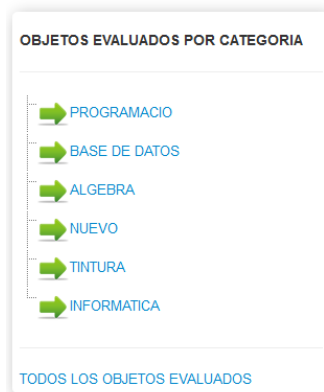 OBJETOS EVALUADOS POR CATEGORIA
PROGRAMACIO
BASE DE DATOS
ALGEBRA
NUEVO
TINTURA
INFORMATICA
TODOS LOS OBJETOS EVALUADOS